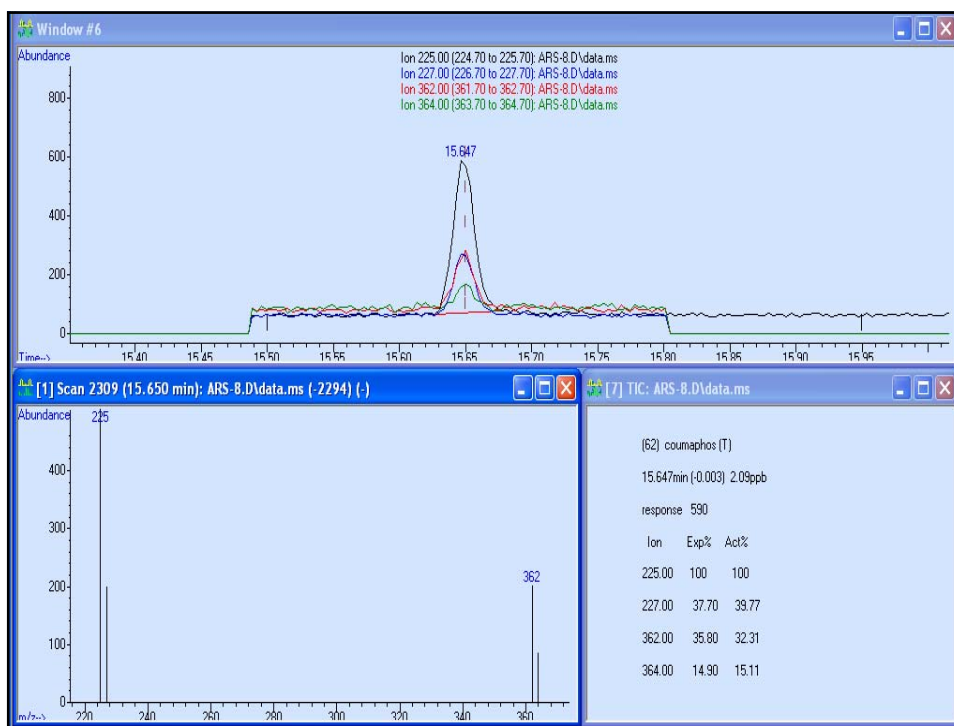 Window #6
Abundance
Ion 225.00 (224.70 to 225.70): ARS-8.D\data.ms
Ion 227.00 (226.70 to 227.70): ARS-8.D\data.ms
Ion 362.00 (361.70 to 362.70): ARS-8.D\data.ms
Ion 364.00 (363.70 to 364.70): ARS-8.D\data.ms
800
15.647
600
400
200
0
Time--> 15.40 15.45 15.50 15.55 15.60 15.65 15.70 15.75 15.80 15.85 15.90 15.95
[1] Scan 2309 (15.650 min): ARS-8.D\data.ms (-2294) (-)
Abundance
225
400
300
362
200
100
0
m/z--> 220 240 260 280 300 320 340 360
[7] TIC: ARS-8.D\data.ms
(62) coumaphos (T)
15.647min (-0.003) 2.09ppb
response 590
Ion Exp% Act%
225.00 100 100
227.00 37.70 39.77
362.00 35.80 32.31
364.00 14.90 15.11